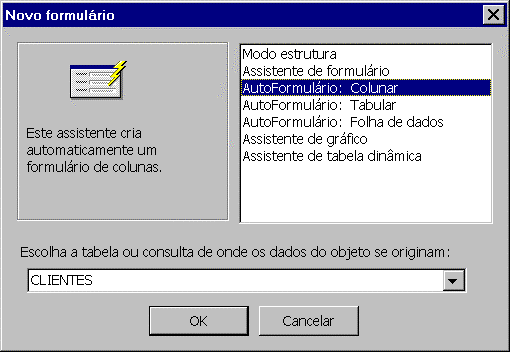 Novo formulário
Modo estrutura
Assistente de formulário
AutoFormulário: Colunar
AutoFormulário: Tabular
AutoFormulário: Folha de dados
Assistente de gráfico
Assistente de tabela dinâmica
Este assistente cria
automaticamente um
formulário de colunas.
Escolha a tabela ou consulta de onde os dados do objeto se originam:
CLIENTES
OK
Cancelar